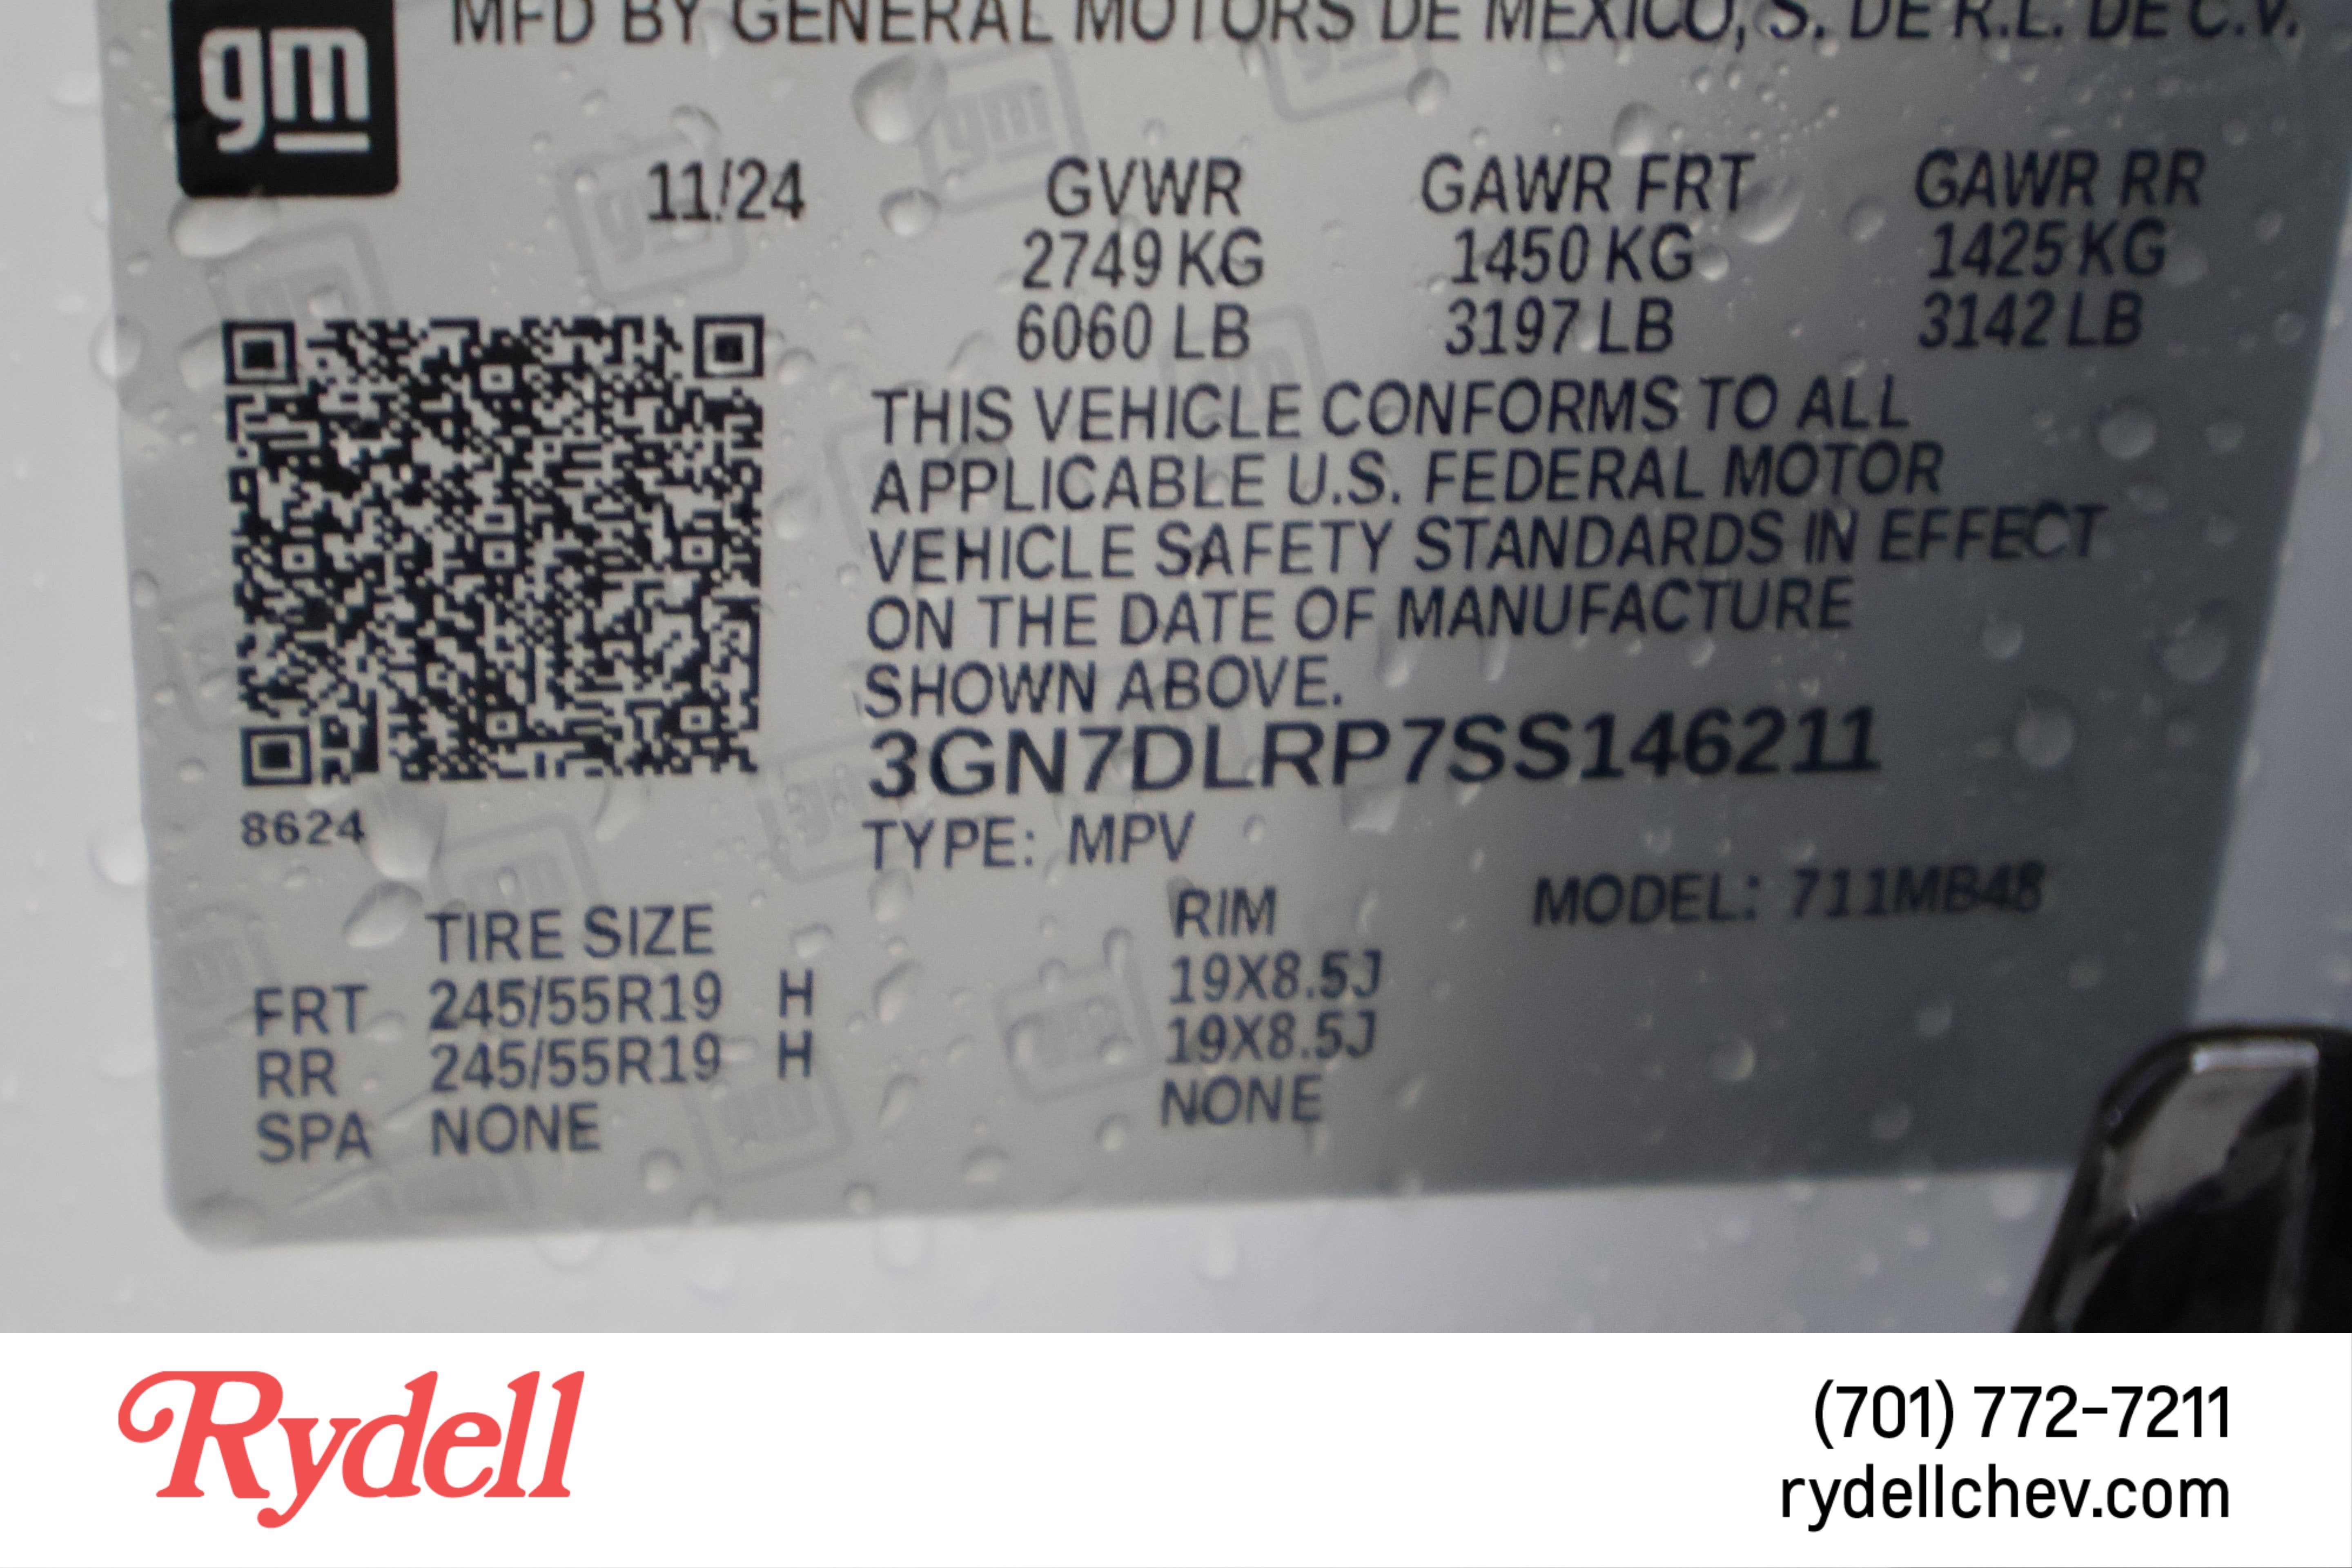 gm
MFD BY GENERAL MOTORS DE MEXICO, S. DE R.L. DE C.V.
11/24 GVWR GAWR FRT GAWR RR
2749 KG 1450 KG 1425 KG
6060 LB 3197 LB 3142 LB
THIS VEHICLE CONFORMS TO ALL
APPLICABLE U.S. FEDERAL MOTOR
VEHICLE SAFETY STANDARDS IN EFFECT
ON THE DATE OF MANUFACTURE
SHOWN ABOVE.
3GN7DLRP7SS146211
8624
TYPE: MPV
MODEL: 711MB48
TIRE SIZE RIM
FRT 245/55R19 H 19X8.5J
RR 245/55R19 H 19X8.5J
SPA NONE NONE
Rydell
(701) 772-7211
rydellchev.com